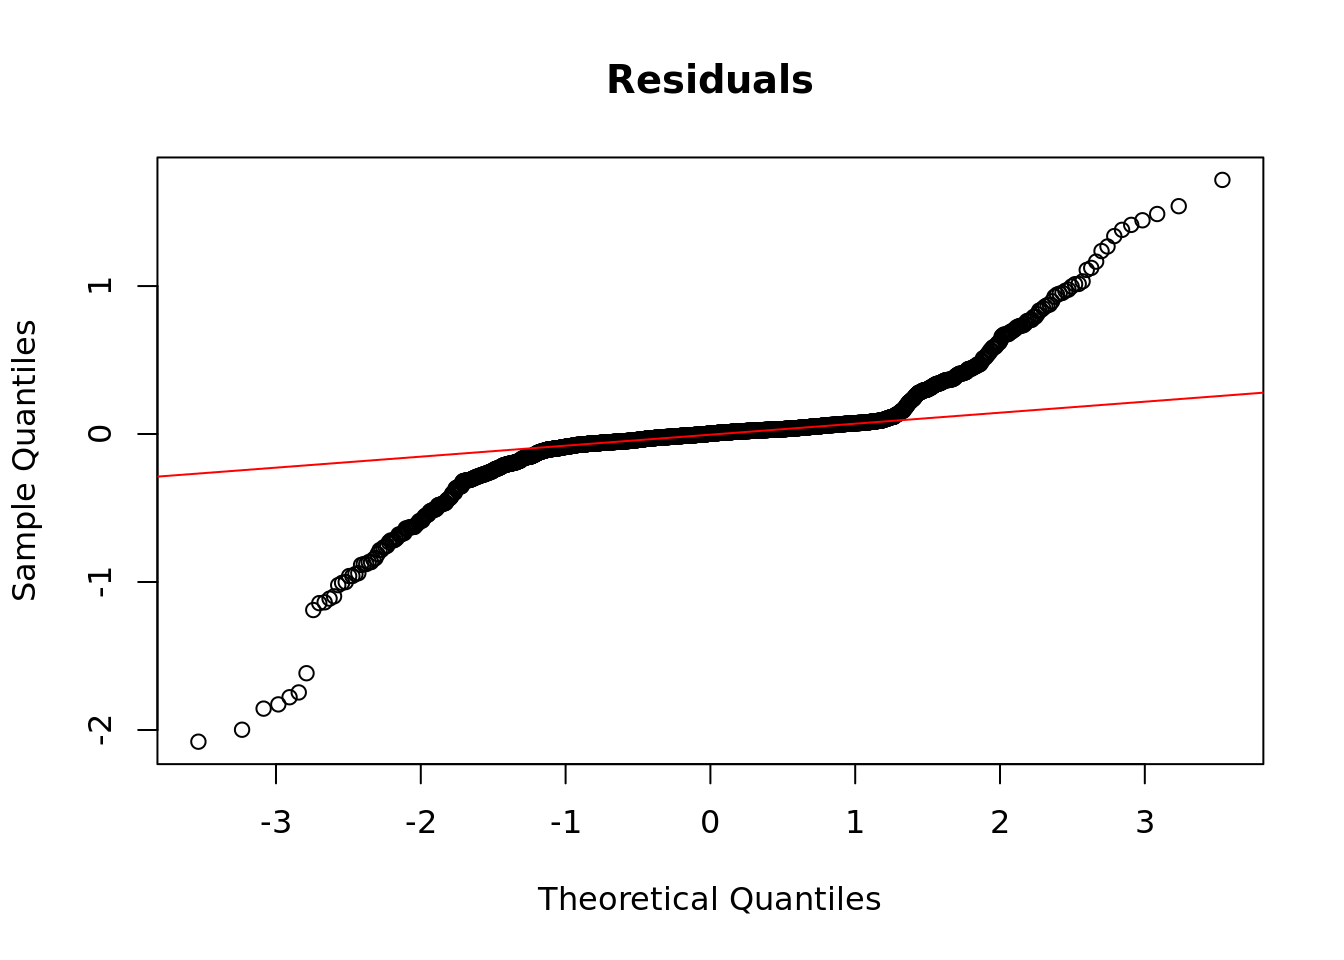 Residuals
Sample Quantiles
1
0
-1
-2
-3 -2 -1 0 1 2 3
Theoretical Quantiles